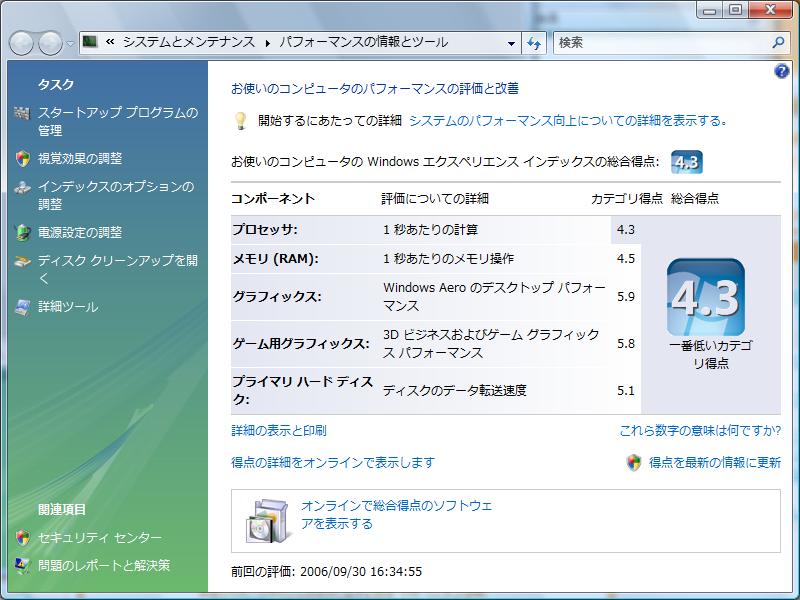 « システムとメンテナンス ▸ パフォーマンスの情報とツール
検索
タスク
スタートアップ プログラムの
管理
視覚効果の調整
インデックスのオプションの
調整
電源設定の調整
ディスク クリーンアップを開
く
詳細ツール
関連項目
セキュリティ センター
問題のレポートと解決策
お使いのコンピュータのパフォーマンスの評価と改善
開始するにあたっての詳細 システムのパフォーマンス向上についての詳細を表示する。
お使いのコンピュータの Windows エクスペリエンス インデックスの総合得点: 4.3
コンポーネント 評価についての詳細 カテゴリ得点 総合得点
プロセッサ: 1 秒あたりの計算 4.3
メモリ (RAM): 1 秒あたりのメモリ操作 4.5
グラフィックス: Windows Aero のデスクトップ パフォー
マンス 5.9
ゲーム用グラフィックス: 3D ビジネスおよびゲーム グラフィック
ス パフォーマンス 5.8
プライマリ ハード ディス
ク: ディスクのデータ転送速度 5.1
4.3
一番低いカテゴ
リ得点
詳細の表示と印刷 これら数字の意味は何ですか?
得点の詳細をオンラインで表示します 得点を最新の情報に更新
オンラインで総合得点のソフトウェ
アを表示する
前回の評価: 2006/09/30 16:34:55